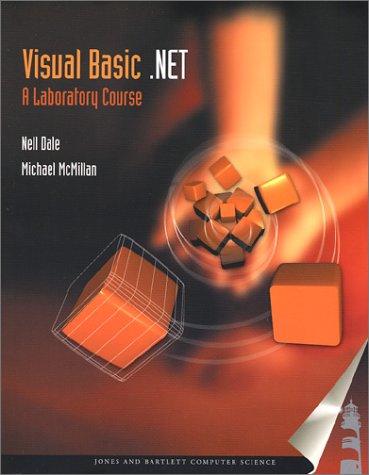 Visual Basic .NET
A Laboratory Course
Nell Dale
Michael McMillan
JONES AND BARTLETT COMPUTER SCIENCE